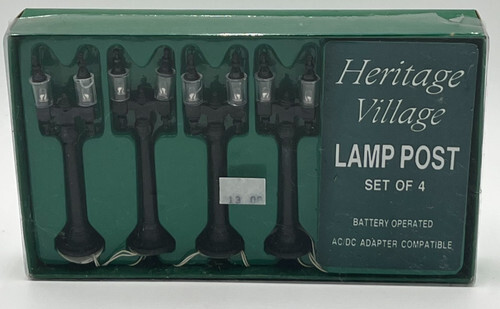 Heritage
Village
LAMP POST
SET OF 4
BATTERY OPERATED
AC/DC ADAPTER COMPATIBLE